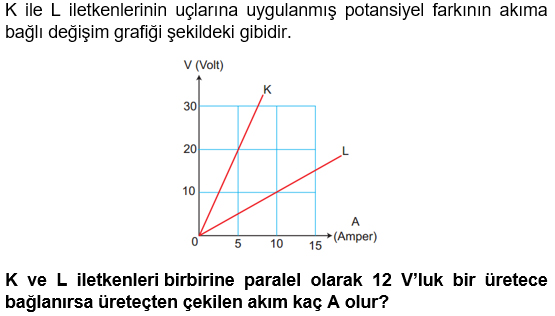 K ile L iletkenlerinin uçlarına uygulanmış potansiyel farkının akıma
bağlı değişim grafiği şekildeki gibidir.
V (Volt)
K
30
20
L
10
A
0 5 10 15 (Amper)
K ve L iletkenleri birbirine paralel olarak 12 V'luk bir üretece
bağlanırsa üreteçten çekilen akım kaç A olur?